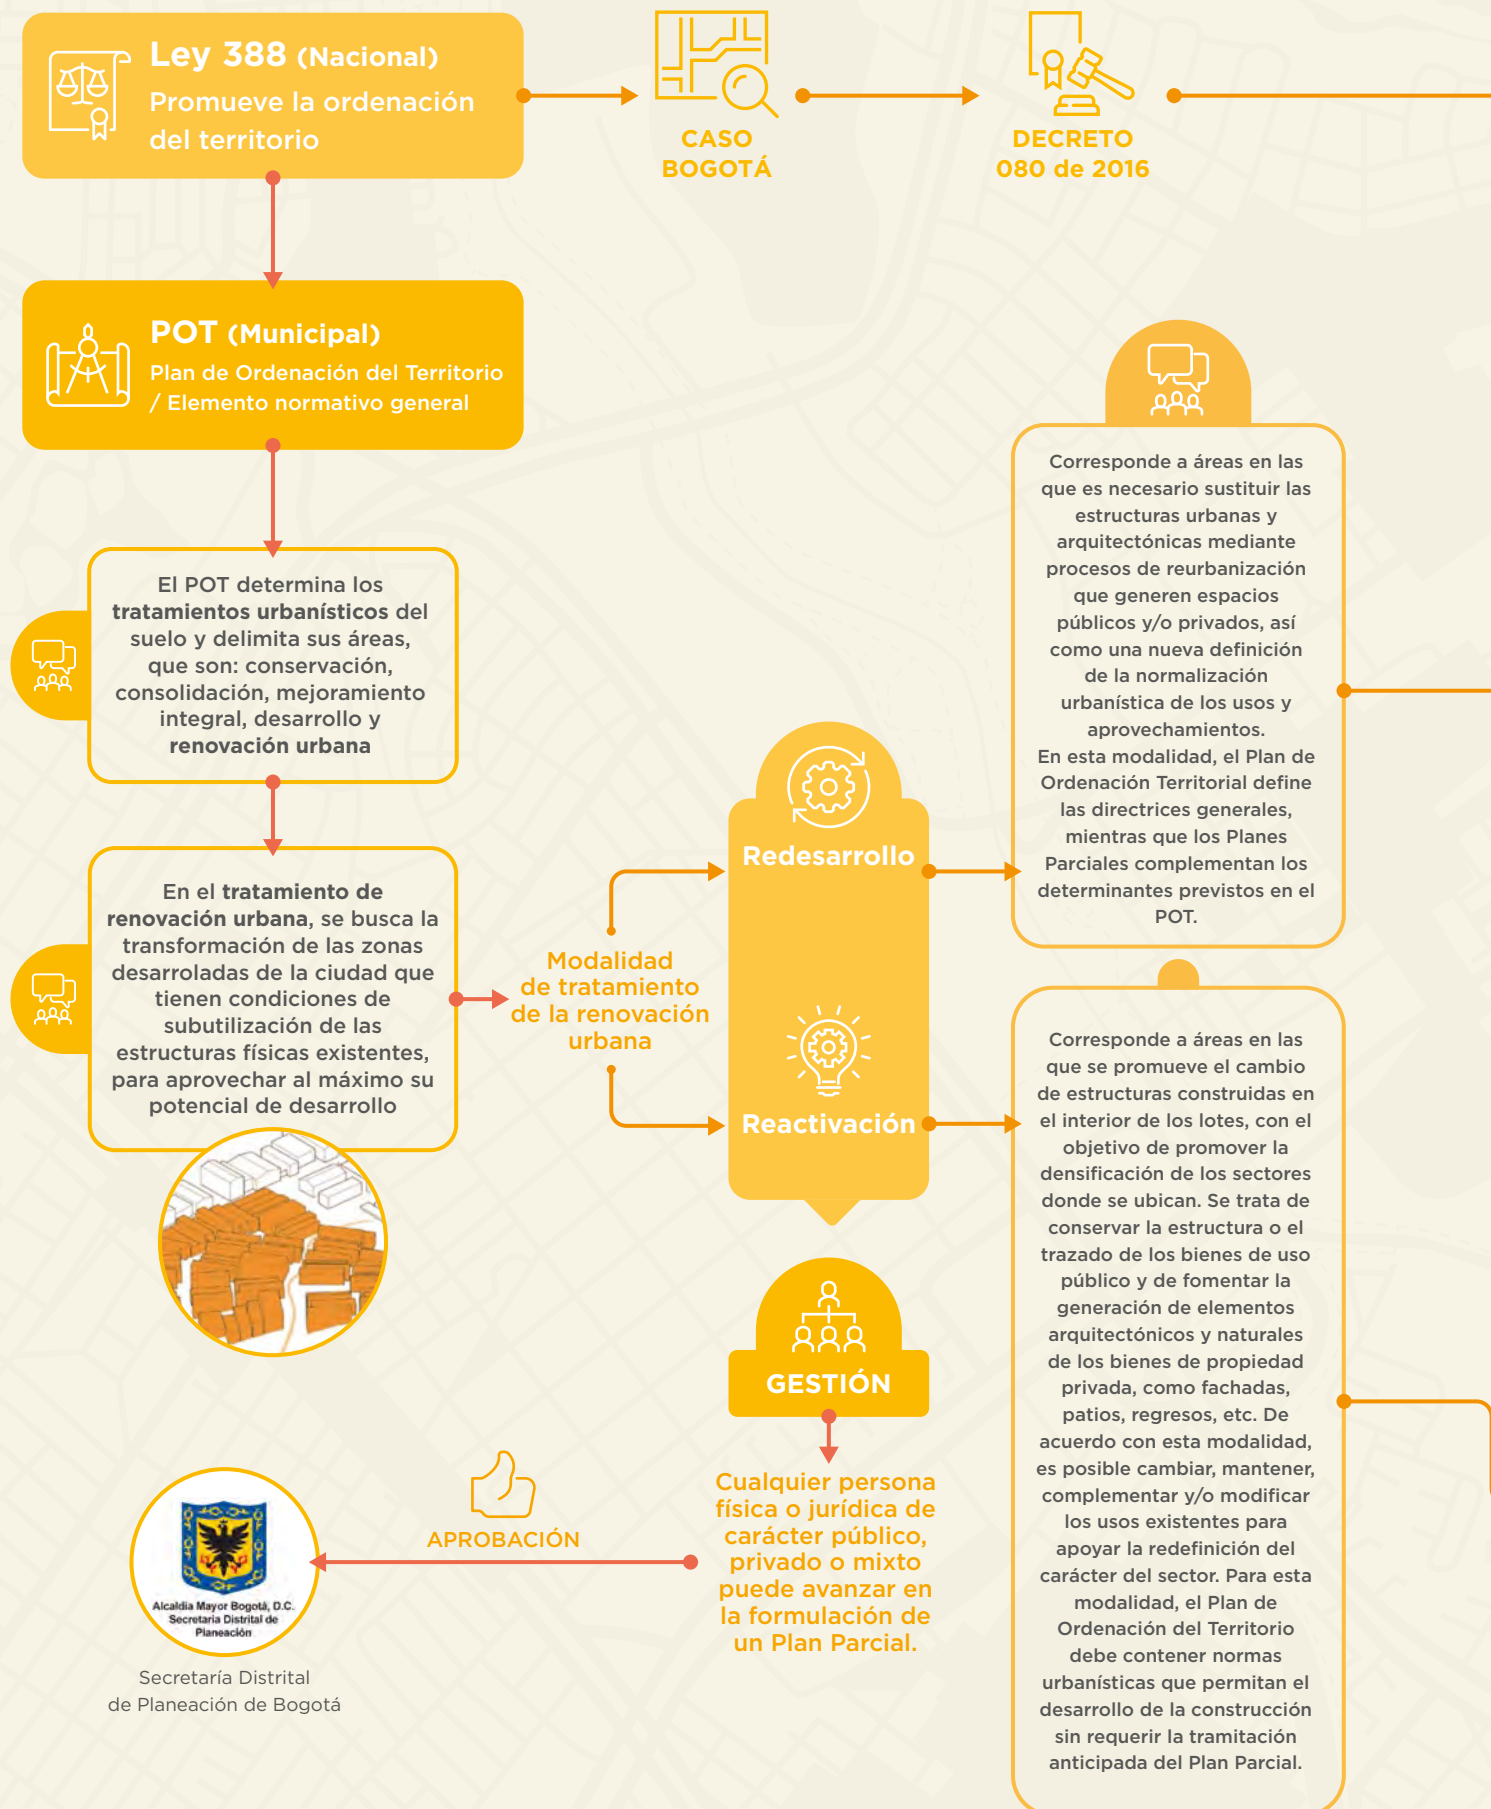 Ley 388 (Nacional)
Promueve la ordenación
del territorio
CASO
BOGOTÁ
DECRETO
080 de 2016
POT (Municipal)
Plan de Ordenación del Territorio
/ Elemento normativo general
El POT determina los
tratamientos urbanísticos del
suelo y delimita sus áreas,
que son: conservación,
consolidación, mejoramiento
integral, desarrollo y
renovación urbana
En el tratamiento de
renovación urbana, se busca la
transformación de las zonas
desarroladas de la ciudad que
tienen condiciones de
subutilización de las
estructuras físicas existentes,
para aprovechar al máximo su
potencial de desarrollo
Modalidad
de tratamiento
de la renovación
urbana
Redesarrollo
Reactivación
Corresponde a áreas en las
que es necesario sustituir las
estructuras urbanas y
arquitectónicas mediante
procesos de reurbanización
que generen espacios
públicos y/o privados, así
como una nueva definición
de la normalización
urbanística de los usos y
aprovechamientos.
En esta modalidad, el Plan de
Ordenación Territorial define
las directrices generales,
mientras que los Planes
Parciales complementan los
determinantes previstos en el
POT.
Corresponde a áreas en las
que se promueve el cambio
de estructuras construidas en
el interior de los lotes, con el
objetivo de promover la
densificación de los sectores
donde se ubican. Se trata de
conservar la estructura o el
trazado de los bienes de uso
público y de fomentar la
generación de elementos
arquitectónicos y naturales
de los bienes de propiedad
privada, como fachadas,
patios, regresos, etc. De
acuerdo con esta modalidad,
es posible cambiar, mantener,
complementar y/o modificar
los usos existentes para
apoyar la redefinición del
carácter del sector. Para esta
modalidad, el Plan de
Ordenación del Territorio
debe contener normas
urbanísticas que permitan el
desarrollo de la construcción
sin requerir la tramitación
anticipada del Plan Parcial.
GESTIÓN
Cualquier persona
física o jurídica de
carácter público,
privado o mixto
puede avanzar en
la formulación de
un Plan Parcial.
APROBACIÓN
Alcaldia Mayor Bogotá, D.C.
Secretaria Distrital de
Planeación
Secretaría Distrital
de Planeación de Bogotá